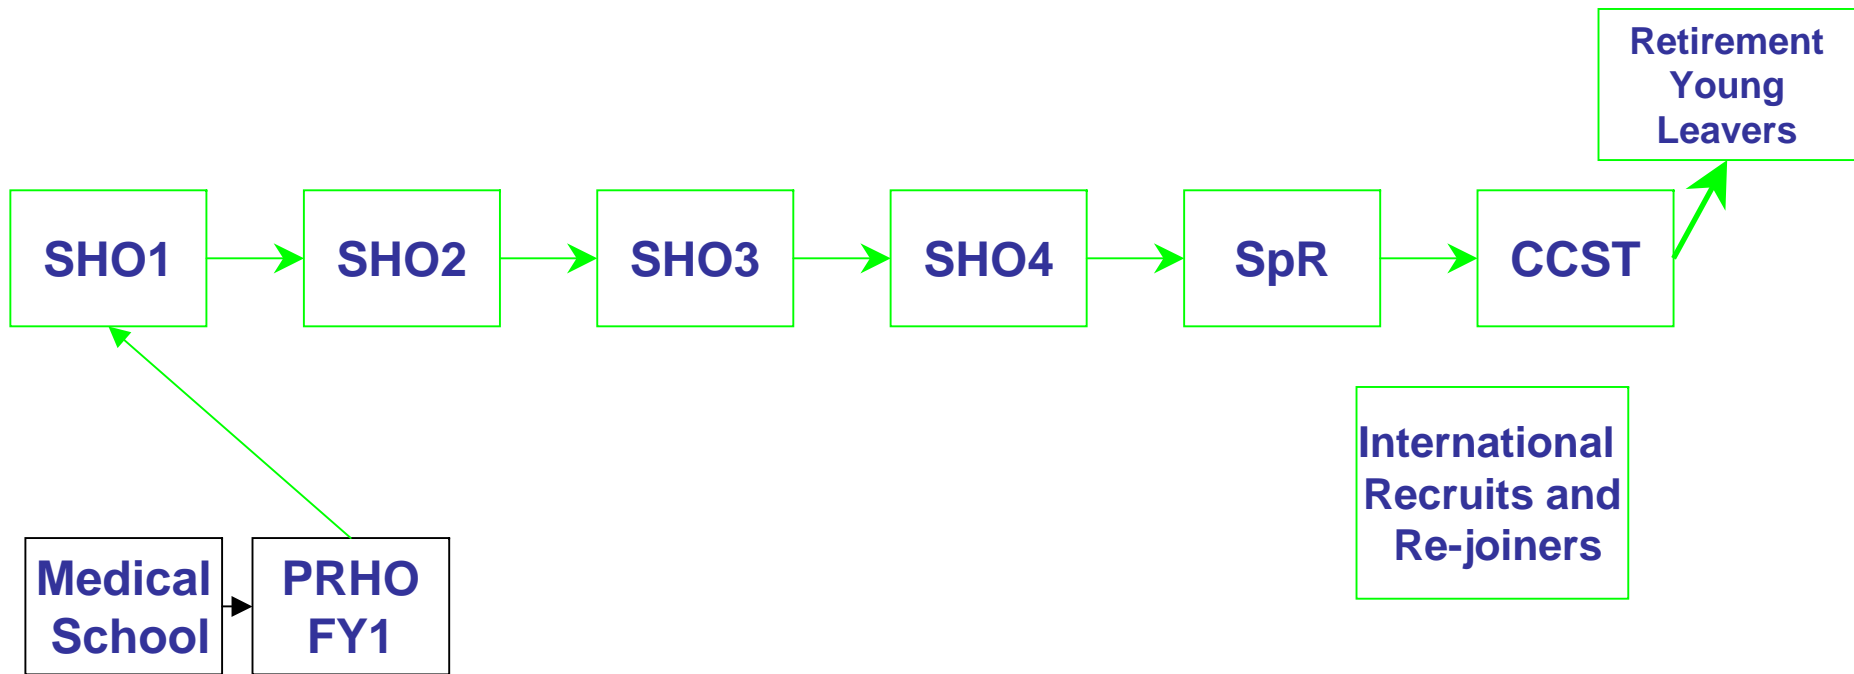 Retirement
Young
Leavers
SHO1
SHO2
SHO3
SHO4
SpR
CCST
International
Recruits and
Re-joiners
Medical
School
PRHO
FY1